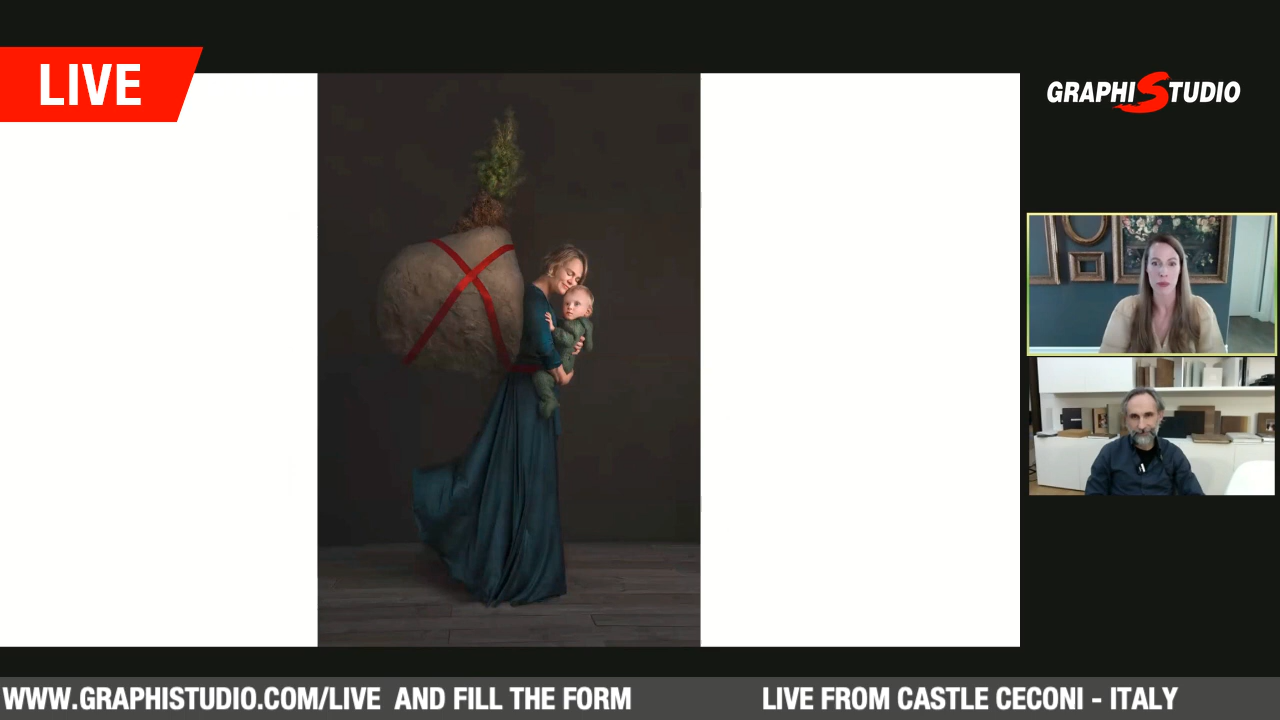 LIVE
GRAPHISTUDIO
WWW.GRAPHISTUDIO.COM/LIVE AND FILL THE FORM
LIVE FROM CASTLE CECONI - ITALY